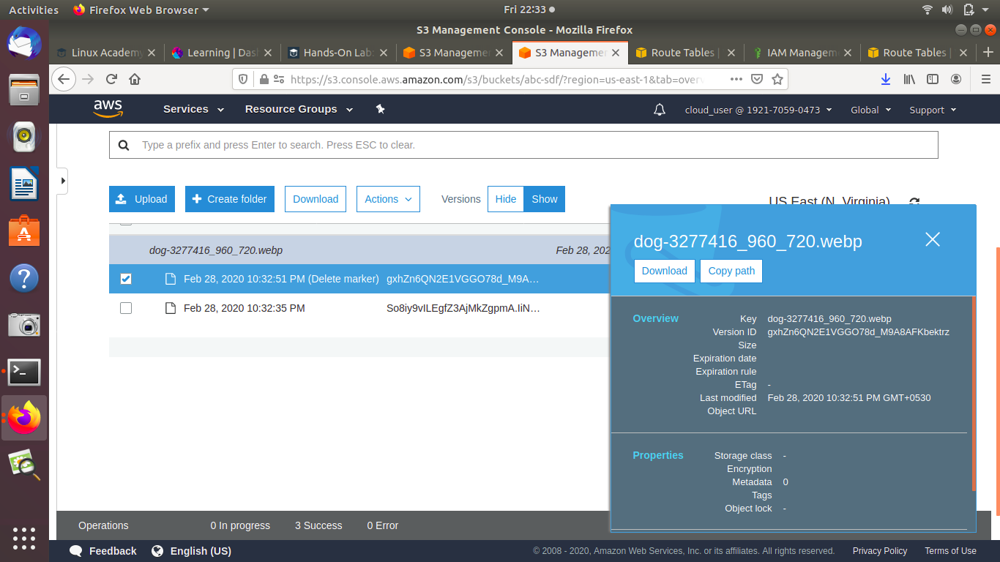 Activities Firefox Web Browser Fri 22:33
S3 Management Console - Mozilla Firefox
Linux Academy Learning | Das Hands-On Lab S3 Managemen S3 Managemen IAM Managem Route Tables | Route Tables |
https://s3.console.aws.amazon.com/s3/buckets/abc-sdf/?region=us-east-1&tab=overv
aws Services Resource Groups cloud_user @ 1921-7059-0473 Global Support
Type a prefix and press Enter to search. Press ESC to clear.
Upload Create folder Download Actions Versions Hide Show US East (N. Virginia)
dog-3277416_960_720.webp Feb 28, 202
Feb 28, 2020 10:32:51 PM (Delete marker) gxhZn6QN2E1VGGO78d_M9A…
Feb 28, 2020 10:32:35 PM So8iy9vILEgfZ3AjMkZgpmA.IiN…
dog-3277416_960_720.webp
Download Copy path
Overview Key dog-3277416_960_720.webp
Version ID gxhZn6QN2E1VGGO78d_M9A8AFKbektrz
Size
Expiration date
Expiration rule
ETag -
Last modified Feb 28, 2020 10:32:51 PM GMT+0530
Object URL
Properties Storage class -
Encryption
Metadata 0
Tags
Object lock -
Operations 0 In progress 3 Success 0 Error
Feedback English (US) © 2008 - 2020, Amazon Web Services, Inc. or its affiliates. All rights reserved. Privacy Policy Terms of Use